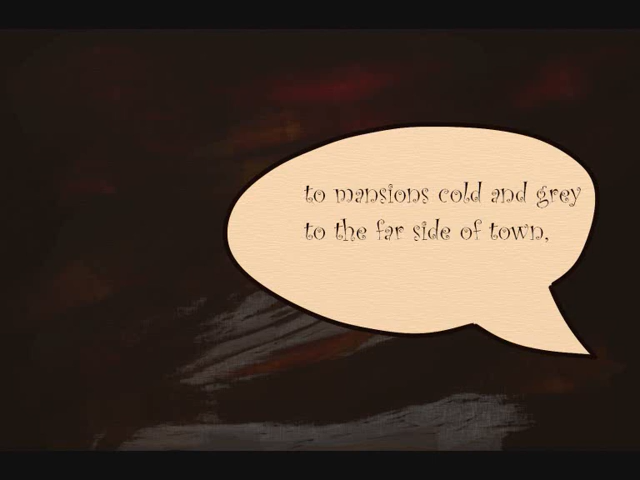 to mansions cold and grey
to the far side of town,